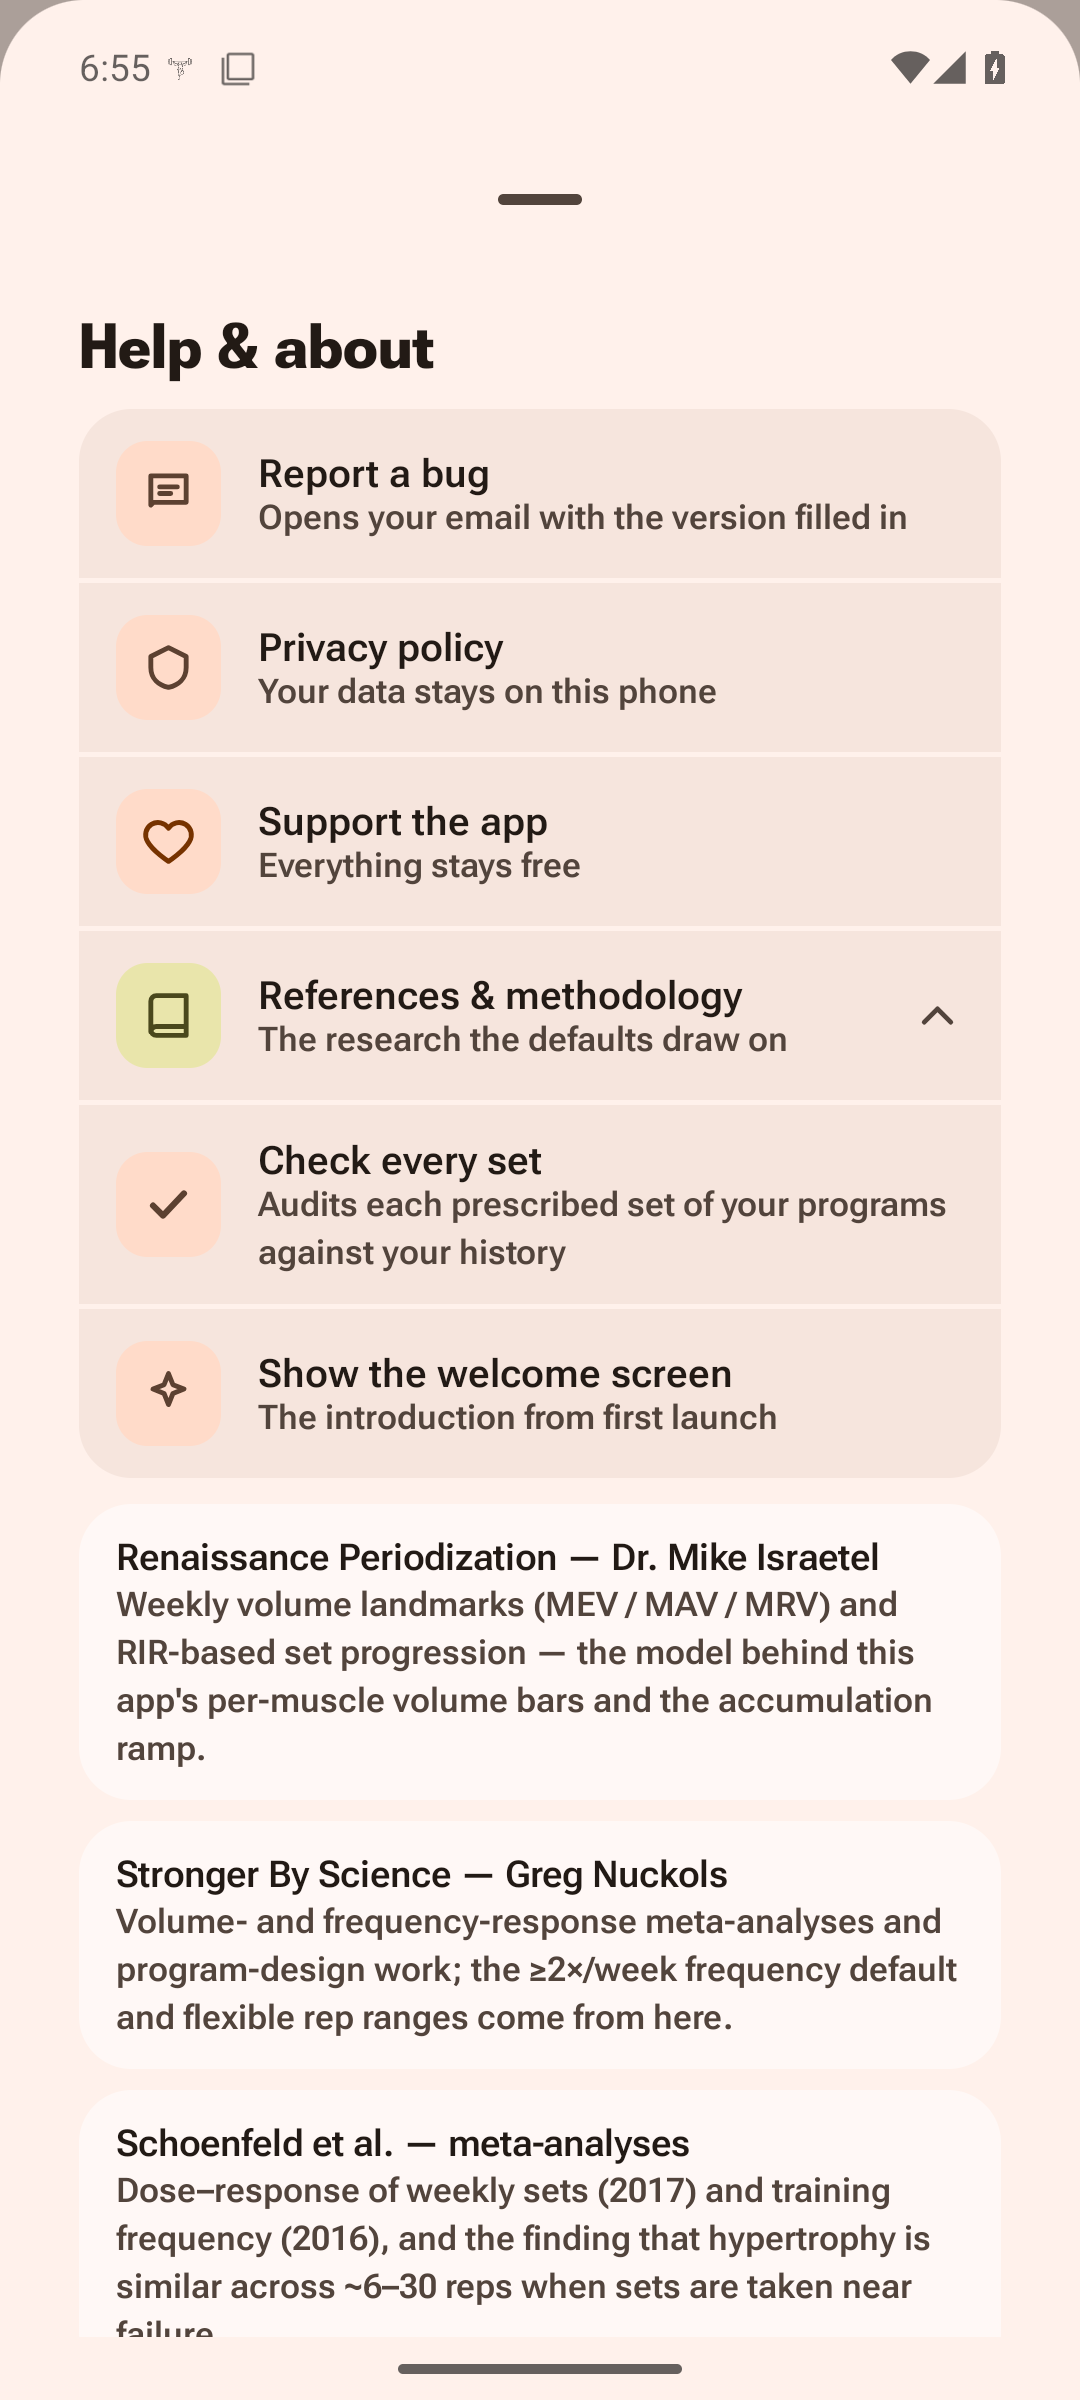 6:55
Help & about
Report a bug
Opens your email with the version filled in
Privacy policy
Your data stays on this phone
Support the app
Everything stays free
References & methodology
The research the defaults draw on
Check every set
Audits each prescribed set of your programs
against your history
Show the welcome screen
The introduction from first launch
Renaissance Periodization — Dr. Mike Israetel
Weekly volume landmarks (MEV / MAV / MRV) and
RIR-based set progression — the model behind this
app's per-muscle volume bars and the accumulation
ramp.
Stronger By Science — Greg Nuckols
Volume- and frequency-response meta-analyses and
program-design work; the ≥2×/week frequency default
and flexible rep ranges come from here.
Schoenfeld et al. — meta-analyses
Dose–response of weekly sets (2017) and training
frequency (2016), and the finding that hypertrophy is
similar across ~6–30 reps when sets are taken near
failure